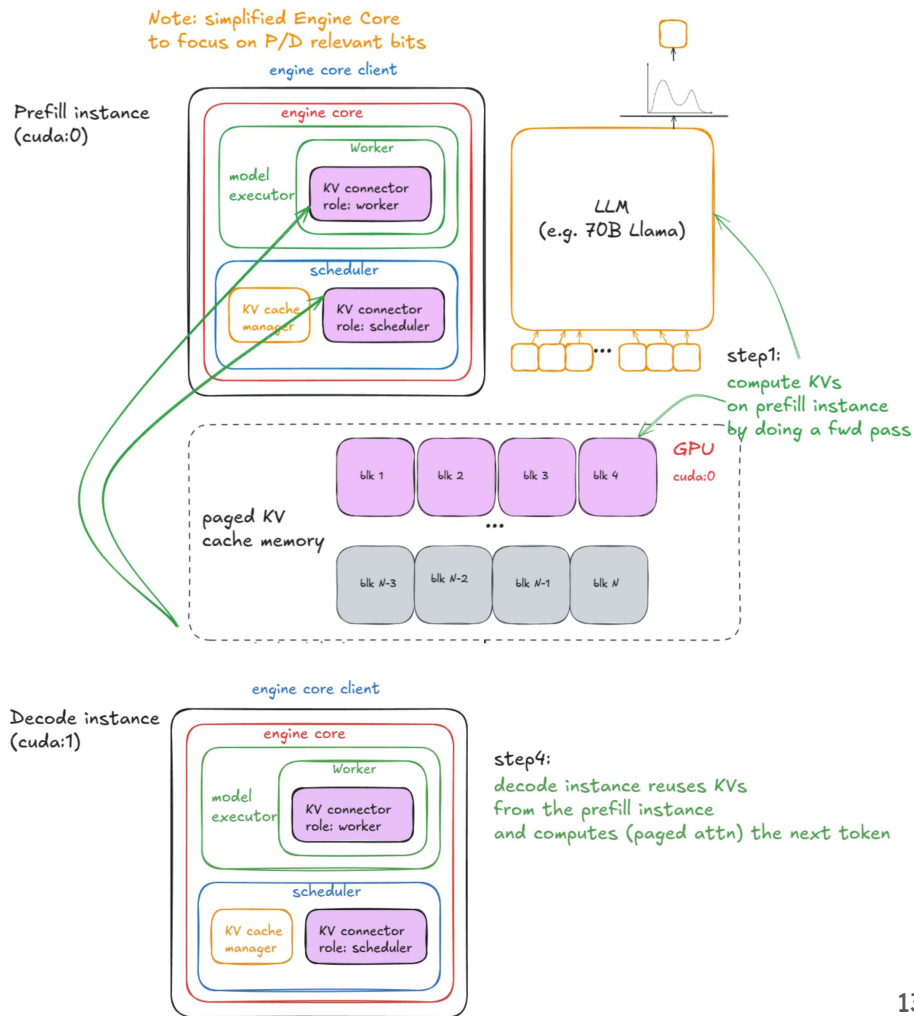 Note: simplified Engine Core
to focus on P/D relevant bits
engine core client
Prefill instance
(cuda:0)
engine core
Worker
model
executor
KV connector
role: worker
scheduler
KV cache
manager
KV connector
role: scheduler
LLM
(e.g. 70B Llama)
...
step1:
compute KVs
on prefill instance
by doing a fwd pass
GPU
cuda:0
blk 1
blk 2
blk 3
blk 4
paged KV
cache memory
...
blk N-3
blk N-2
blk N-1
blk N
engine core client
Decode instance
(cuda:1)
engine core
Worker
model
executor
KV connector
role: worker
scheduler
KV cache
manager
KV connector
role: scheduler
step4:
decode instance reuses KVs
from the prefill instance
and computes (paged attn) the next token